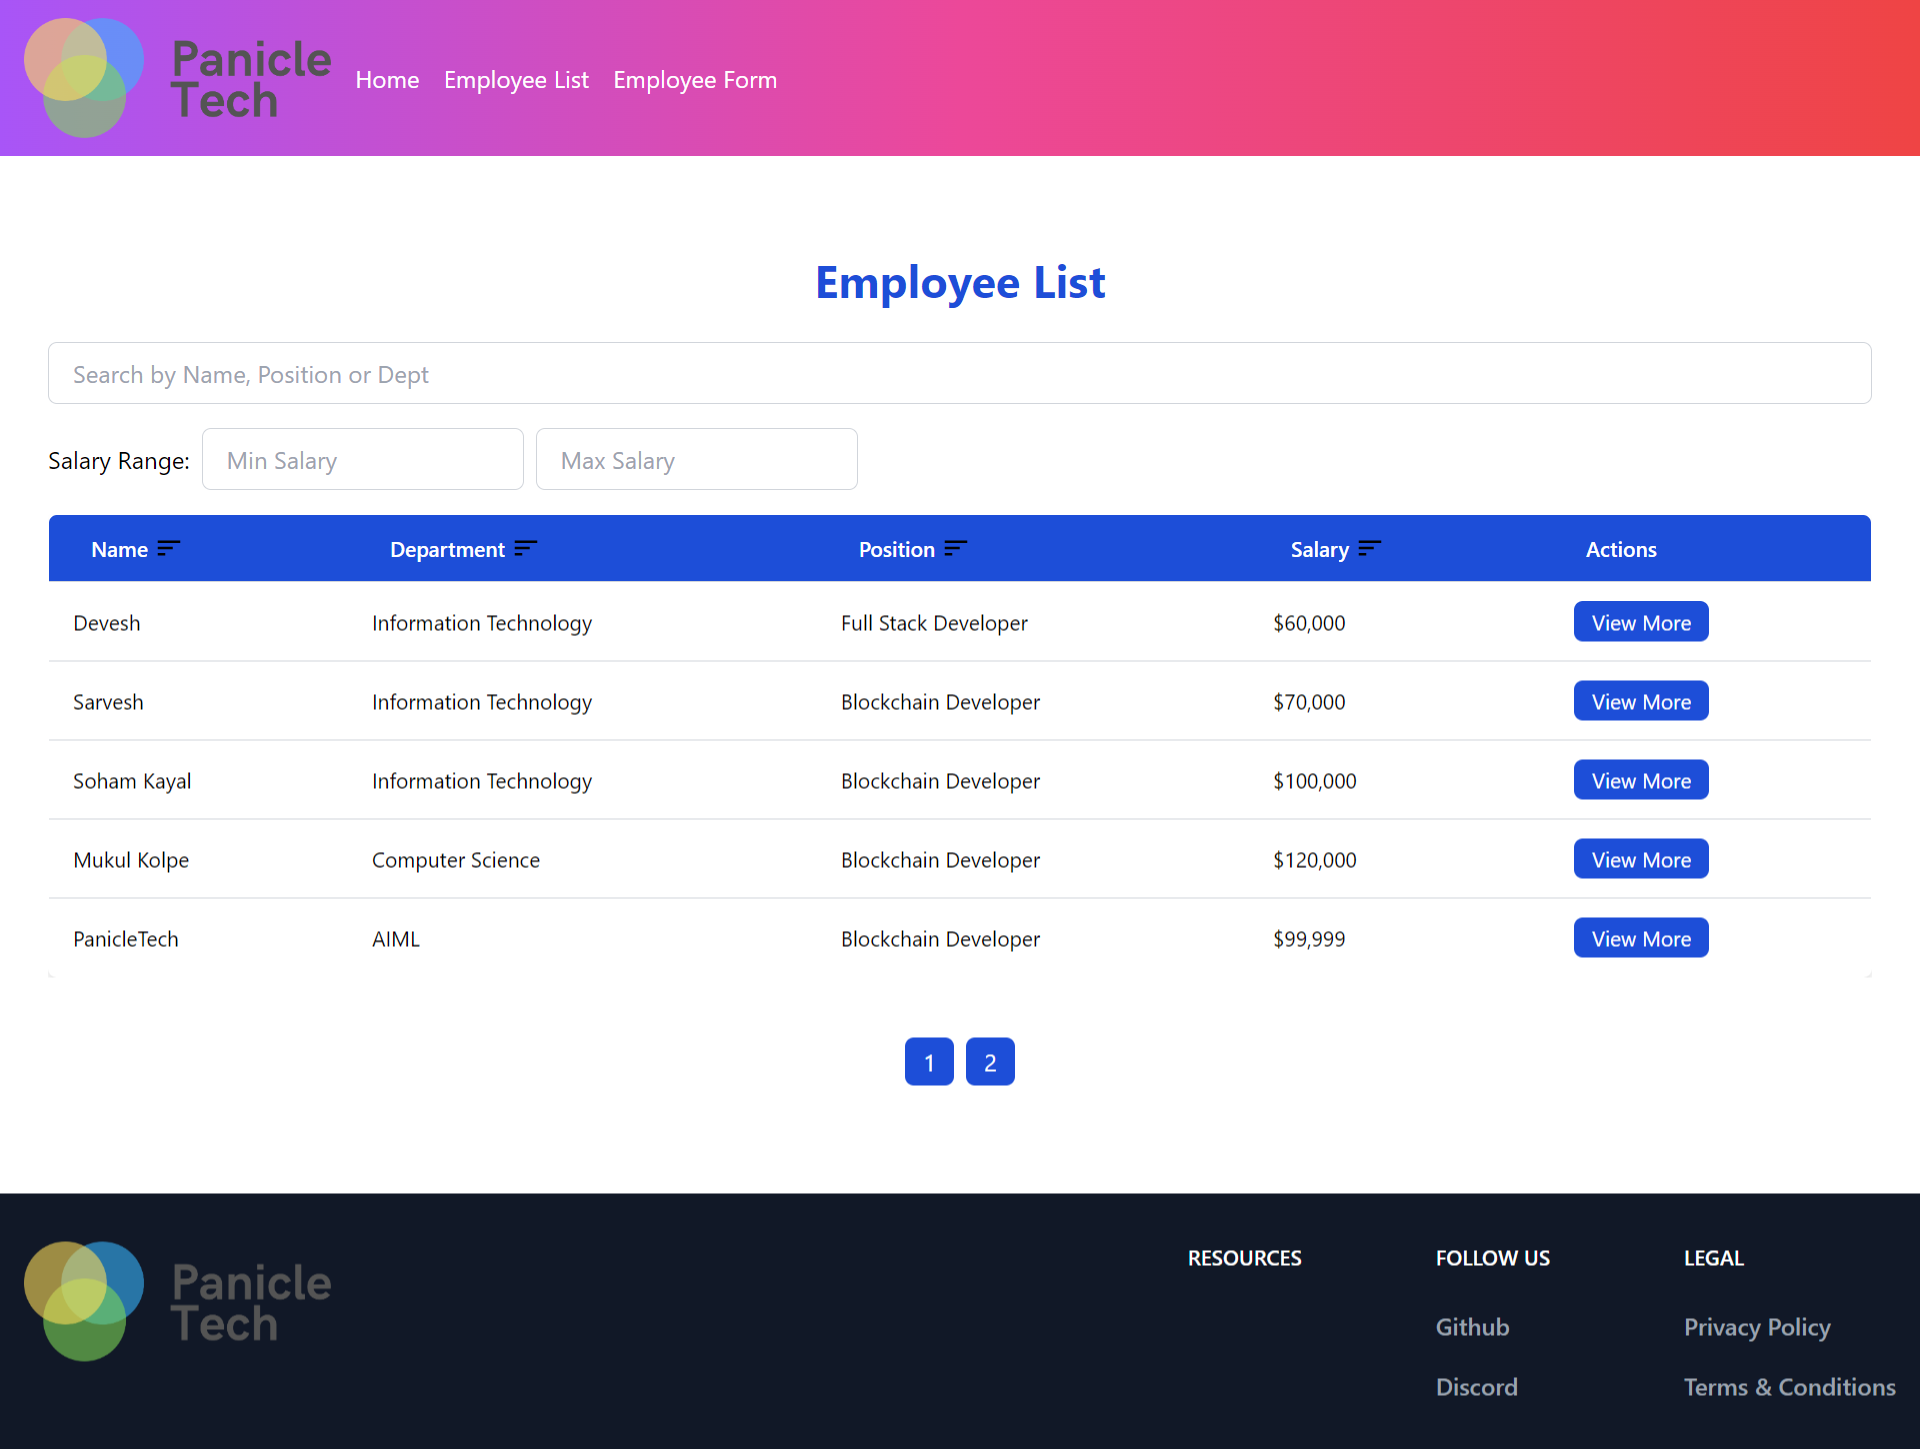 Panicle
Tech
Home Employee List Employee Form
Employee List
Search by Name, Position or Dept
Salary Range: Min Salary Max Salary
Name Department Position Salary Actions
Devesh Information Technology Full Stack Developer $60,000 View More
Sarvesh Information Technology Blockchain Developer $70,000 View More
Soham Kayal Information Technology Blockchain Developer $100,000 View More
Mukul Kolpe Computer Science Blockchain Developer $120,000 View More
PanicleTech AIML Blockchain Developer $99,999 View More
1 2
Panicle
Tech
RESOURCES FOLLOW US LEGAL
Github Privacy Policy
Discord Terms & Conditions